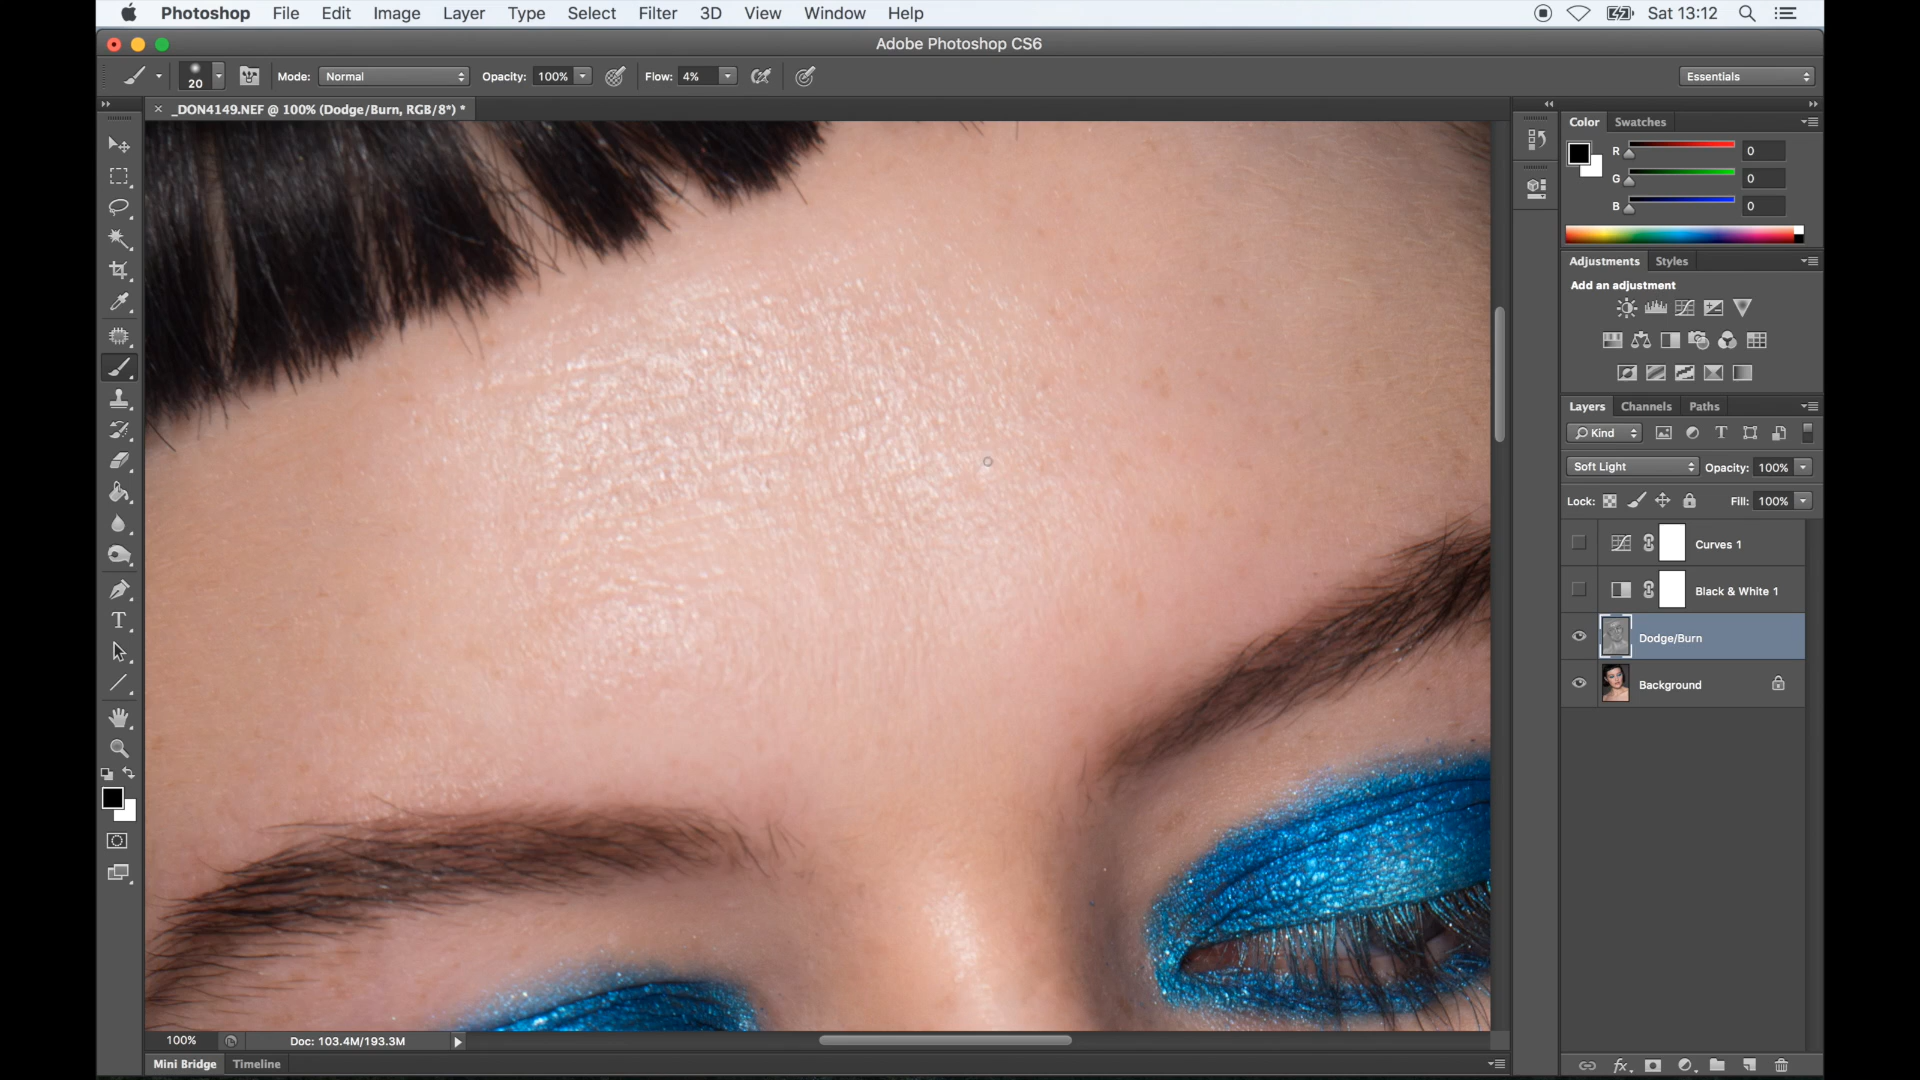 Photoshop File Edit Image Layer Type Select Filter 3D View Window Help Sat 13:12
Adobe Photoshop CS6
20 Mode: Normal Opacity: 100% Flow: 4% Essentials
× _DON4149.NEF @ 100% (Dodge/Burn, RGB/8*) *
Color Swatches
R 0
G 0
B 0
Adjustments Styles
Add an adjustment
Layers Channels Paths
Kind
Soft Light Opacity: 100%
Lock: Fill: 100%
Curves 1
Black & White 1
Dodge/Burn
Background
100% Doc: 103.4M/193.3M
Mini Bridge Timeline